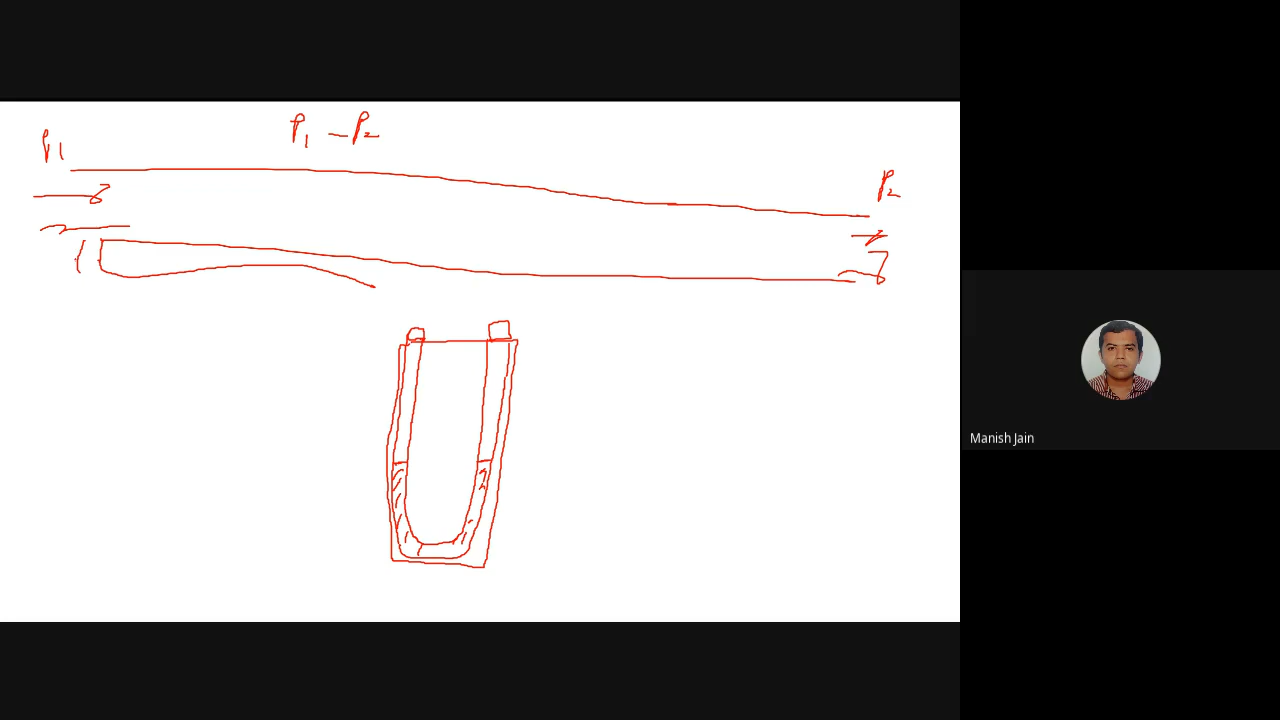 P₁ - P₂
P₁
P₂
Manish Jain